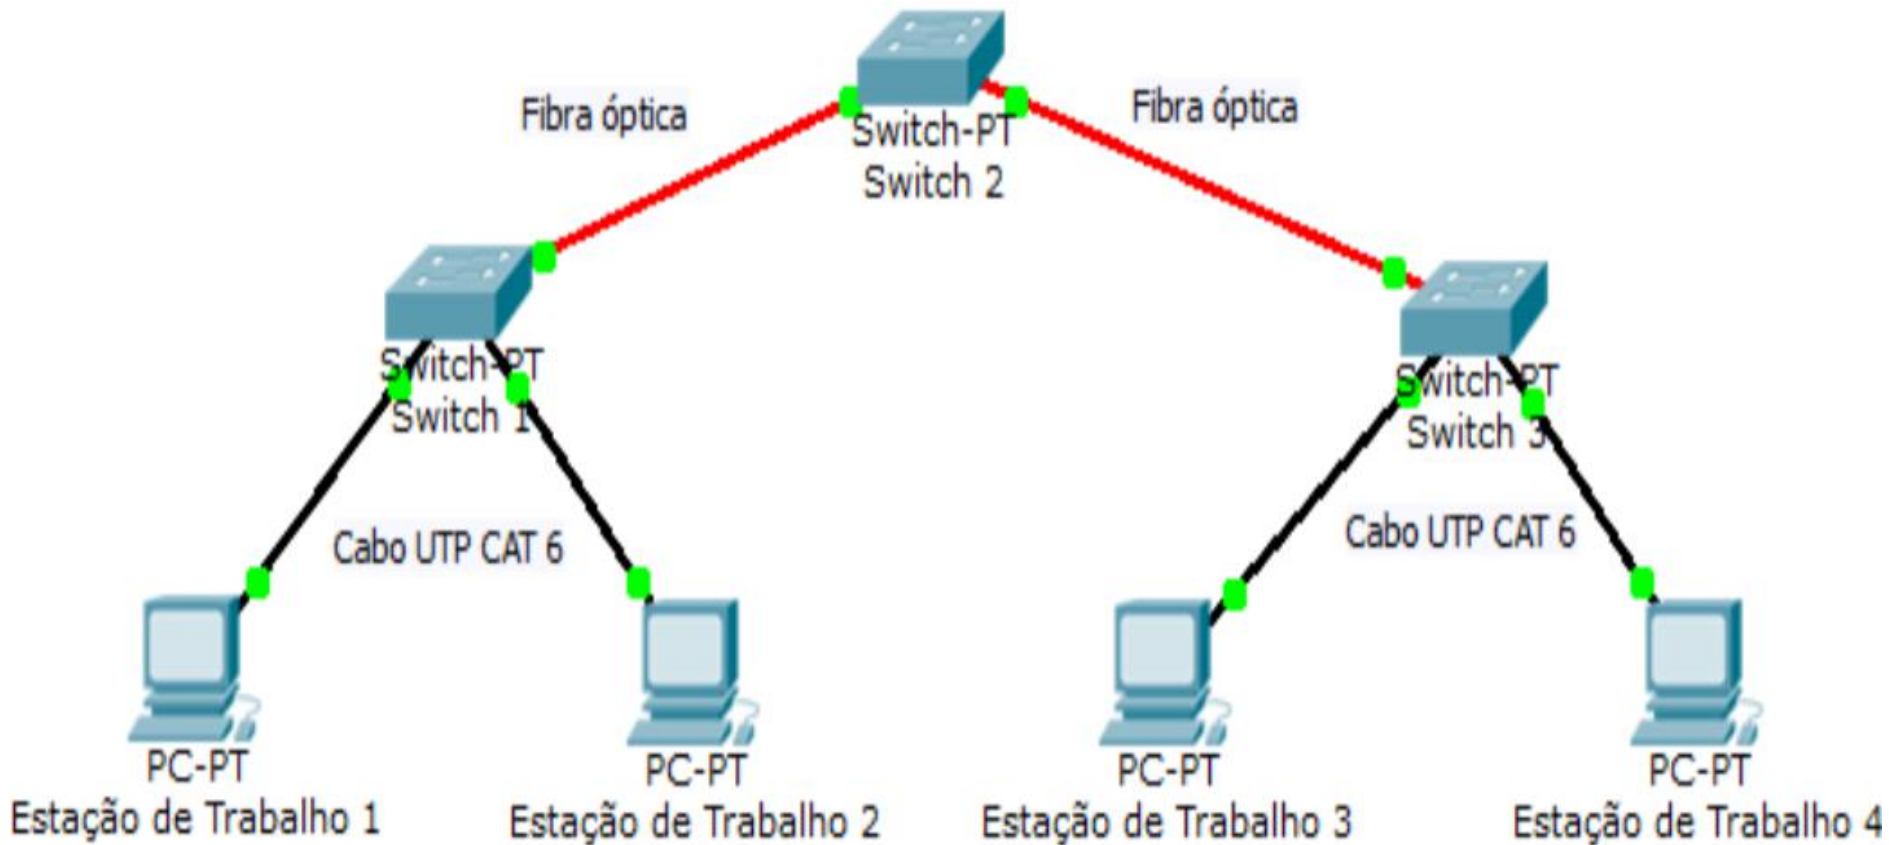 Fibra óptica
Fibra óptica
Switch-PT
Switch 2
Switch-PT
Switch 1
Switch-PT
Switch 3
Cabo UTP CAT 6
Cabo UTP CAT 6
PC-PT
Estação de Trabalho 1
PC-PT
Estação de Trabalho 2
PC-PT
Estação de Trabalho 3
PC-PT
Estação de Trabalho 4